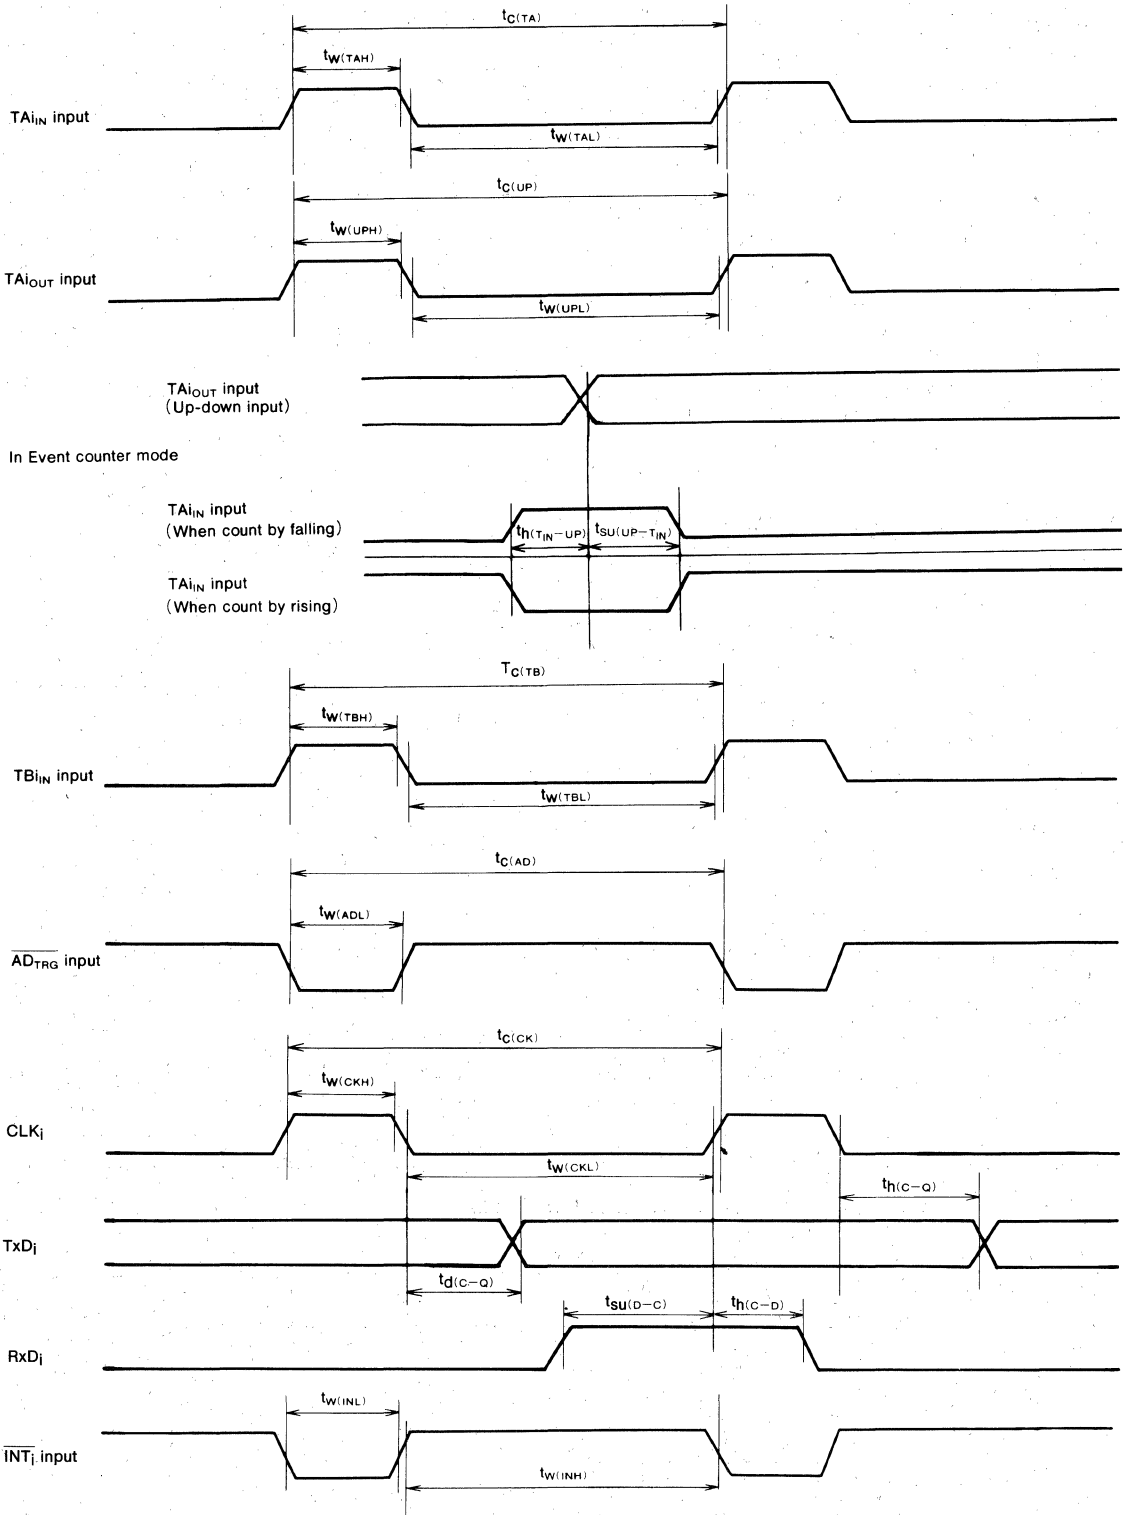 tC(TA)
tW(TAH)
TAiIN input
tW(TAL)
tC(UP)
tW(UPH)
TAiOUT input
tW(UPL)
TAiOUT input
(Up-down input)
In Event counter mode
TAiIN input
(When count by falling)
th(TIN−UP) tSU(UP−TIN)
TAiIN input
(When count by rising)
TC(TB)
tW(TBH)
TBiIN input
tW(TBL)
tC(AD)
tW(ADL)
ADTRG input
tC(CK)
tW(CKH)
CLKi
tW(CKL)
th(C−Q)
TxDi
td(C−Q)
tsu(D−C) th(C−D)
RxDi
tW(INL)
INTi input
tW(INH)